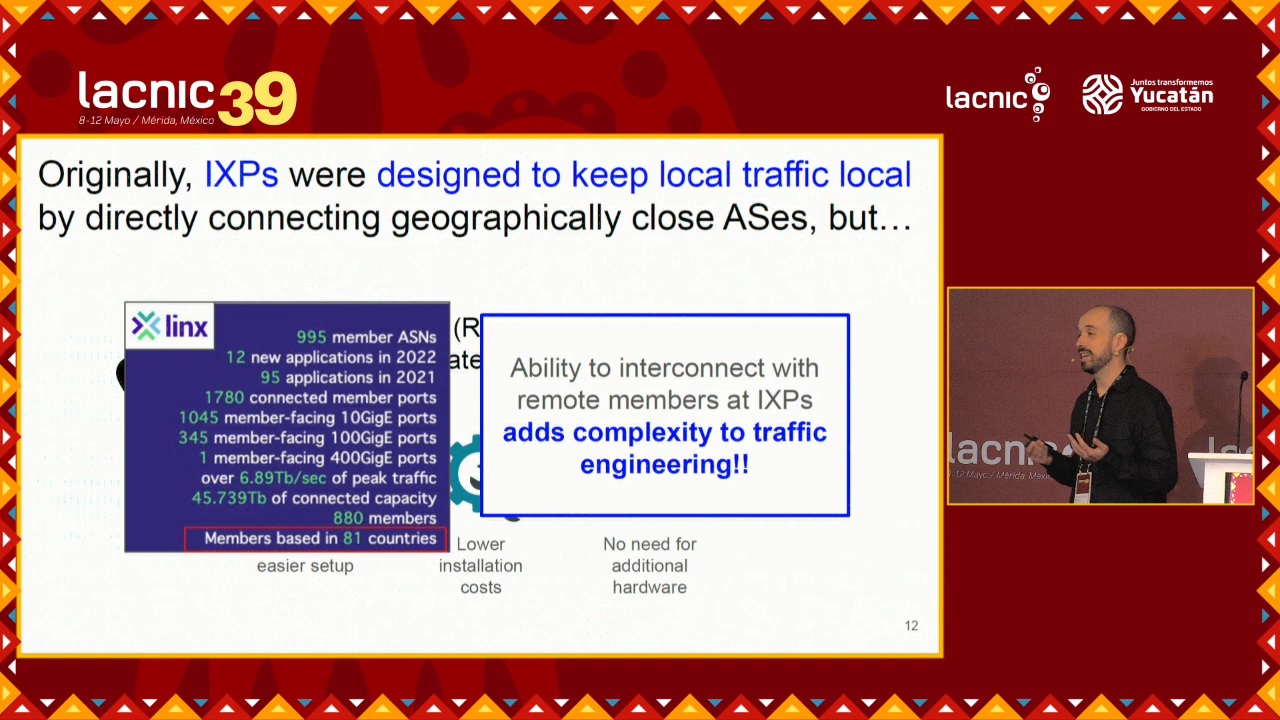 lacnic 39
8-12 Mayo / Mérida, México
lacnic
Juntos transformemos
Yucatán
GOBIERNO DEL ESTADO
Originally, IXPs were designed to keep local traffic local
by directly connecting geographically close ASes, but…
linx
995 member ASNs
12 new applications in 2022
95 applications in 2021
1780 connected member ports
1045 member-facing 10GigE ports
345 member-facing 100GigE ports
1 member-facing 400GigE ports
over 6.89Tb/sec of peak traffic
45.739Tb of connected capacity
880 members
Members based in 81 countries
Ability to interconnect with
remote members at IXPs
adds complexity to traffic
engineering!!
easier setup
Lower
installation
costs
No need for
additional
hardware
12
lacnic